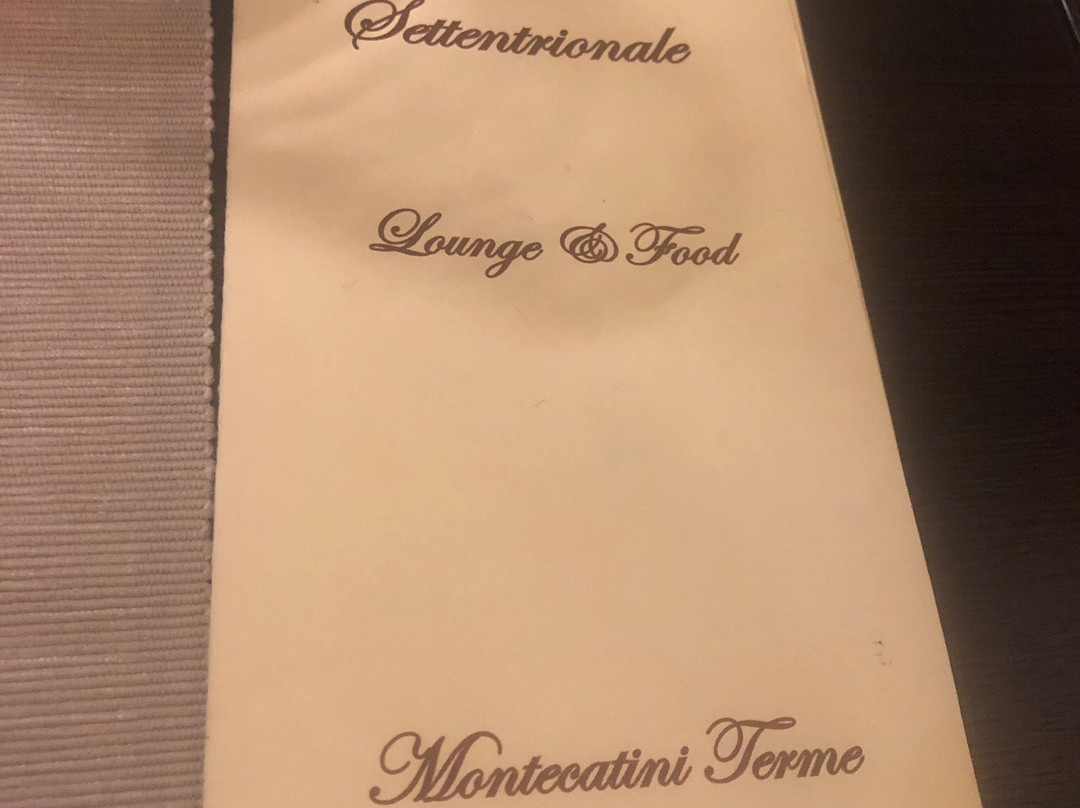 Settentrionale
Lounge & Food
Montecatini Terme